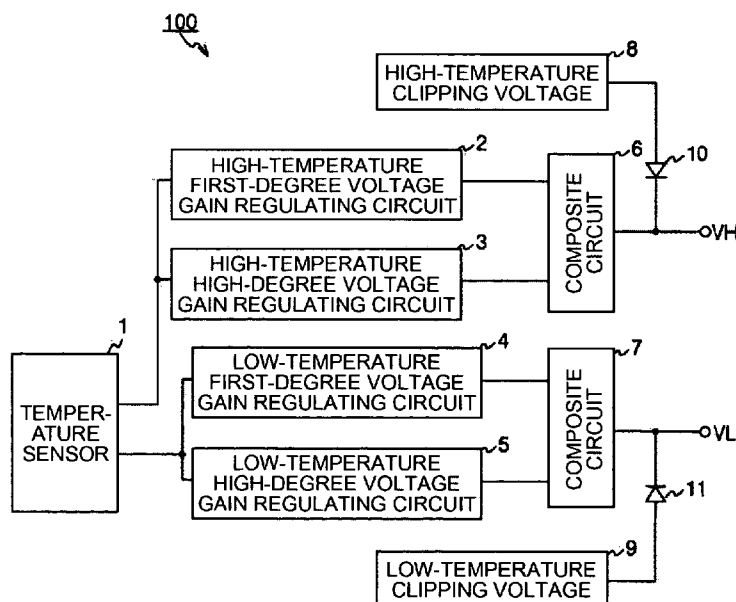 100
8
HIGH-TEMPERATURE
CLIPPING VOLTAGE
2
HIGH-TEMPERATURE
FIRST-DEGREE VOLTAGE
GAIN REGULATING CIRCUIT
6
COMPOSITE
CIRCUIT
10
VH
3
HIGH-TEMPERATURE
HIGH-DEGREE VOLTAGE
GAIN REGULATING CIRCUIT
1
TEMPER-
ATURE
SENSOR
4
LOW-TEMPERATURE
FIRST-DEGREE VOLTAGE
GAIN REGULATING CIRCUIT
7
COMPOSITE
CIRCUIT
VL
5
LOW-TEMPERATURE
HIGH-DEGREE VOLTAGE
GAIN REGULATING CIRCUIT
11
9
LOW-TEMPERATURE
CLIPPING VOLTAGE